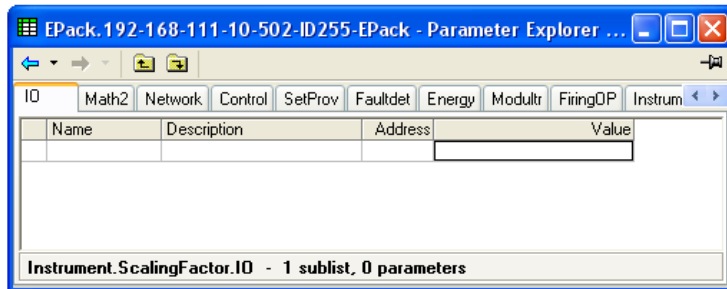 EPack.192-168-111-10-502-ID255-EPack - Parameter Explorer ...
IO Math2 Network Control SetProv Faultdet Energy Modultr FiringOP Instrum
Name Description Address Value
Instrument.ScalingFactor.IO - 1 sublist, 0 parameters